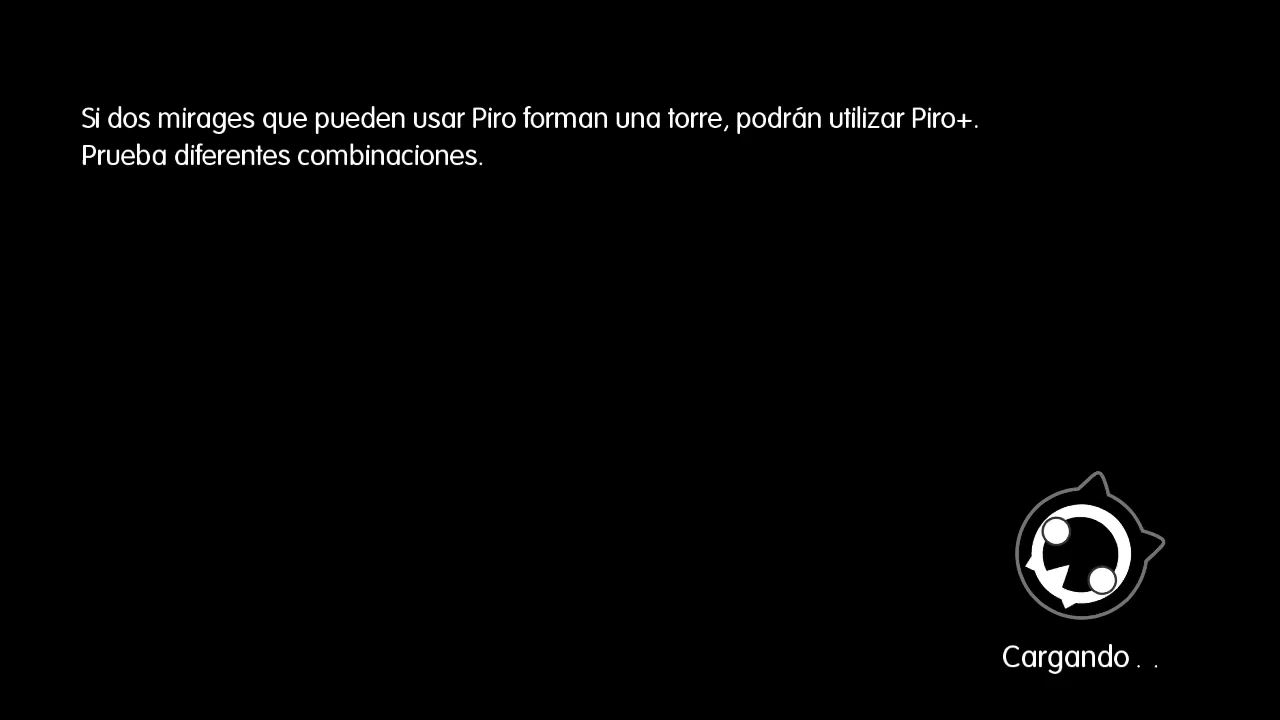 Si dos mirages que pueden usar Piro forman una torre, podrán utilizar Piro+.
Prueba diferentes combinaciones.
Cargando . .